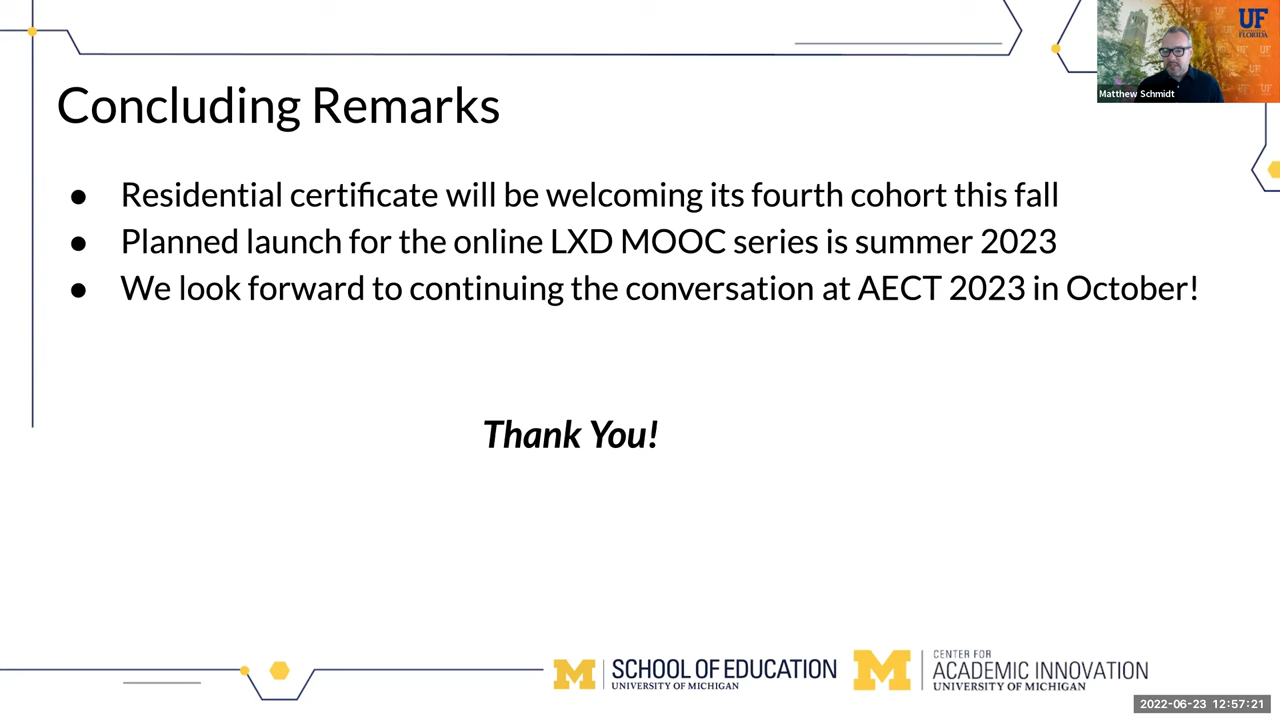 UF
FLORIDA
Matthew Schmidt
Concluding Remarks
● Residential certificate will be welcoming its fourth cohort this fall
● Planned launch for the online LXD MOOC series is summer 2023
● We look forward to continuing the conversation at AECT 2023 in October!
Thank You!
M SCHOOL OF EDUCATION
UNIVERSITY OF MICHIGAN
M CENTER FOR
ACADEMIC INNOVATION
UNIVERSITY OF MICHIGAN
2022-06-23 12:57:21